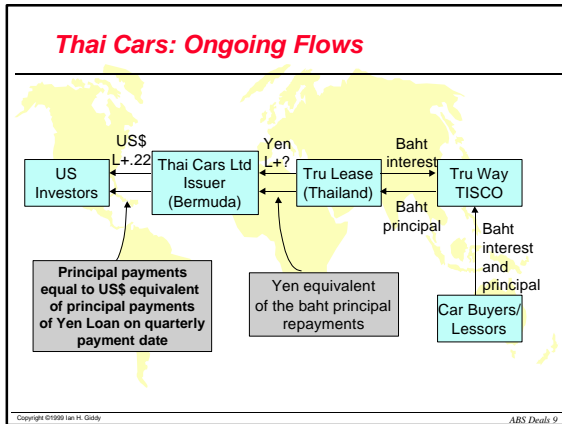 Thai Cars: Ongoing Flows
US$
L+.22
Yen
L+?
Baht
interest
US
Investors
Thai Cars Ltd
Issuer
(Bermuda)
Tru Lease
(Thailand)
Tru Way
TISCO
Baht
principal
Baht
interest
and
principal
Principal payments
equal to US$ equivalent
of principal payments
of Yen Loan on quarterly
payment date
Yen equivalent
of the baht principal
repayments
Car Buyers/
Lessors
Copyright ©1999 Ian H. Giddy
ABS Deals 9